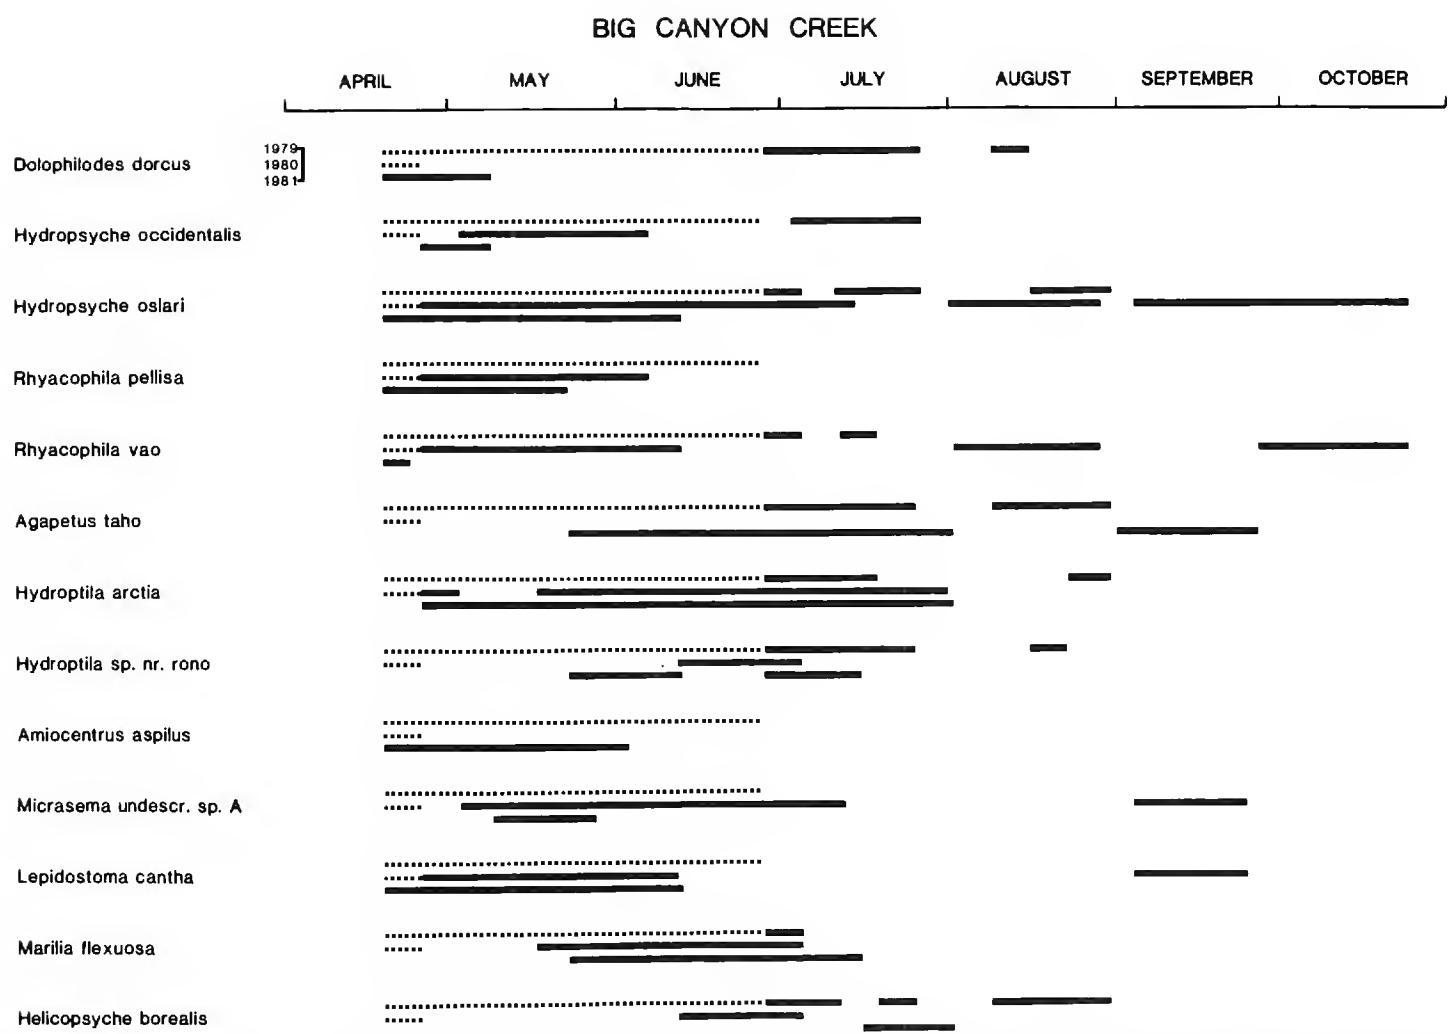 BIG CANYON CREEK
APRIL MAY JUNE JULY AUGUST SEPTEMBER OCTOBER
1979
Dolophilodes dorcus 1980
1981
Hydropsyche occidentalis
Hydropsyche oslari
Rhyacophila pellisa
Rhyacophila vao
Agapetus taho
Hydroptila arctia
Hydroptila sp. nr. rono
Amiocentrus aspilus
Micrasema undescr. sp. A
Lepidostoma cantha
Marilia flexuosa
Helicopsyche borealis